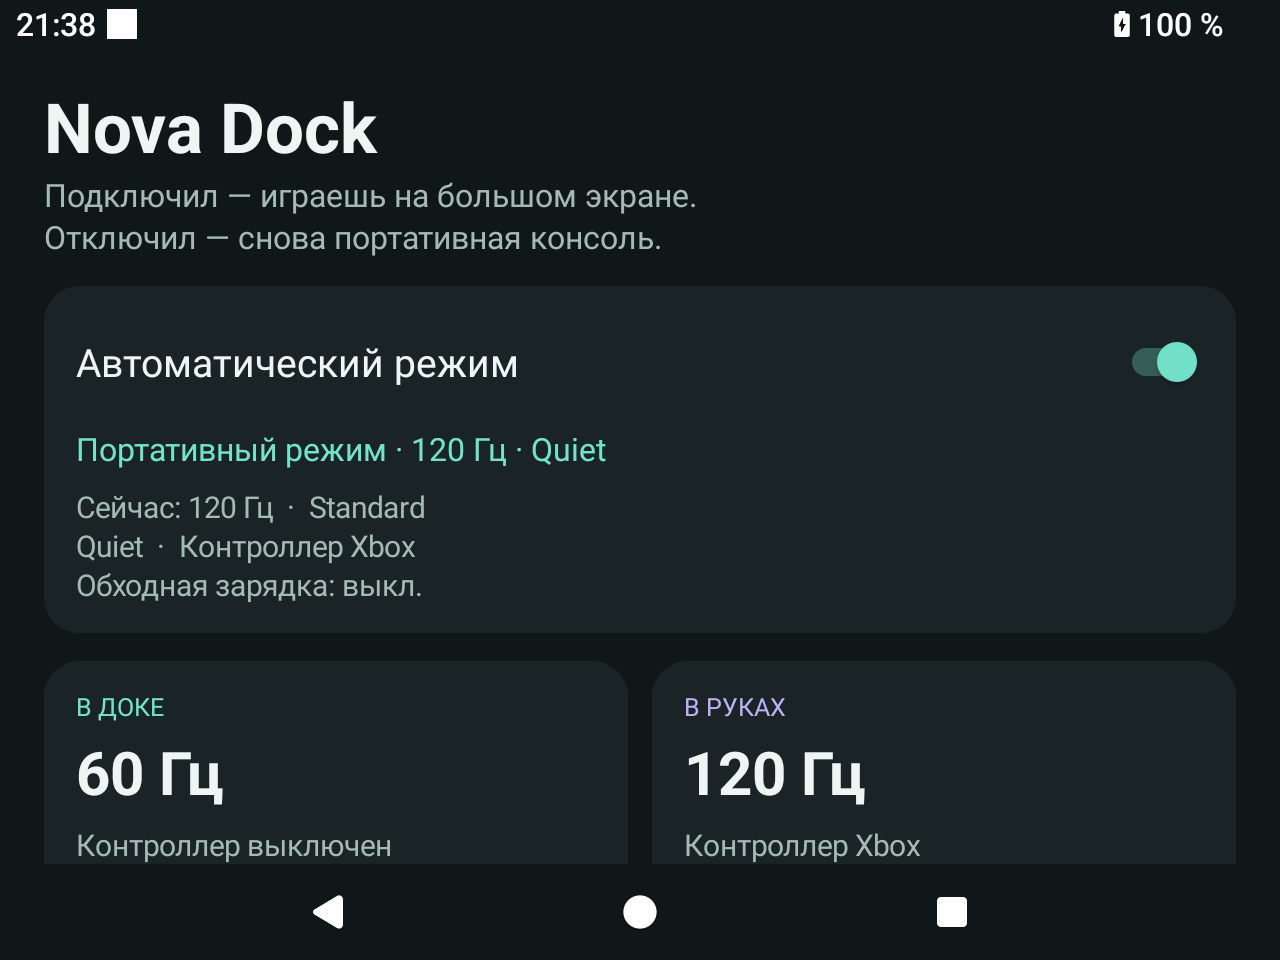 21:38
100 %
Nova Dock
Подключил — играешь на большом экране.
Отключил — снова портативная консоль.
Автоматический режим
Портативный режим · 120 Гц · Quiet
Сейчас: 120 Гц · Standard
Quiet · Контроллер Xbox
Обходная зарядка: выкл.
В ДОКЕ
60 Гц
Контроллер выключен
В РУКАХ
120 Гц
Контроллер Xbox